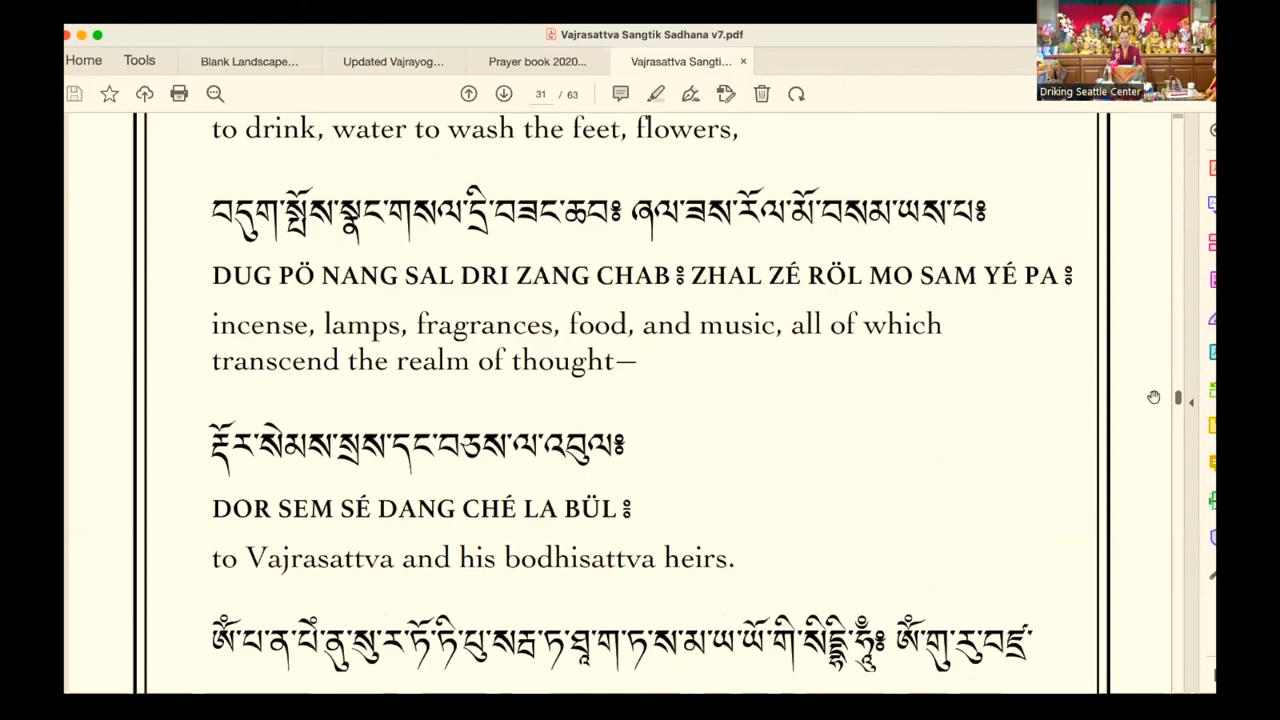 Vajrasattva Sangtik Sadhana v7.pdf
Home Tools Blank Landscape... Updated Vajrayog... Prayer book 2020... Vajrasattva Sangti... ×
31 / 63
Driking Seattle Center
to drink, water to wash the feet, flowers,
བདུག་སྤོས་སྣང་གསལ་དྲི་བཟང་ཆབ༔ ཞལ་ཟས་རོལ་མོ་བསམ་ཡས་པ༔
DUG PÖ NANG SAL DRI ZANG CHAB༔ ZHAL ZÉ RÖL MO SAM YÉ PA༔
incense, lamps, fragrances, food, and music, all of which
transcend the realm of thought—
རྡོར་སེམས་སྲས་དང་བཅས་ལ་འབུལ༔
DOR SEM SÉ DANG CHÉ LA BÜL༔
to Vajrasattva and his bodhisattva heirs.
ༀ་པ་ན་པེཾ་ནུ་སུ་ར་ཏོ་ཏི་པུ་སརྦ་ཏ་ཐཱ་ག་ཏ་ས་མ་ཡ་ཡོ་གི་སིདྡྷི་ཧཱུྃ༔ ༀ་གུ་རུ་བཛྲ་